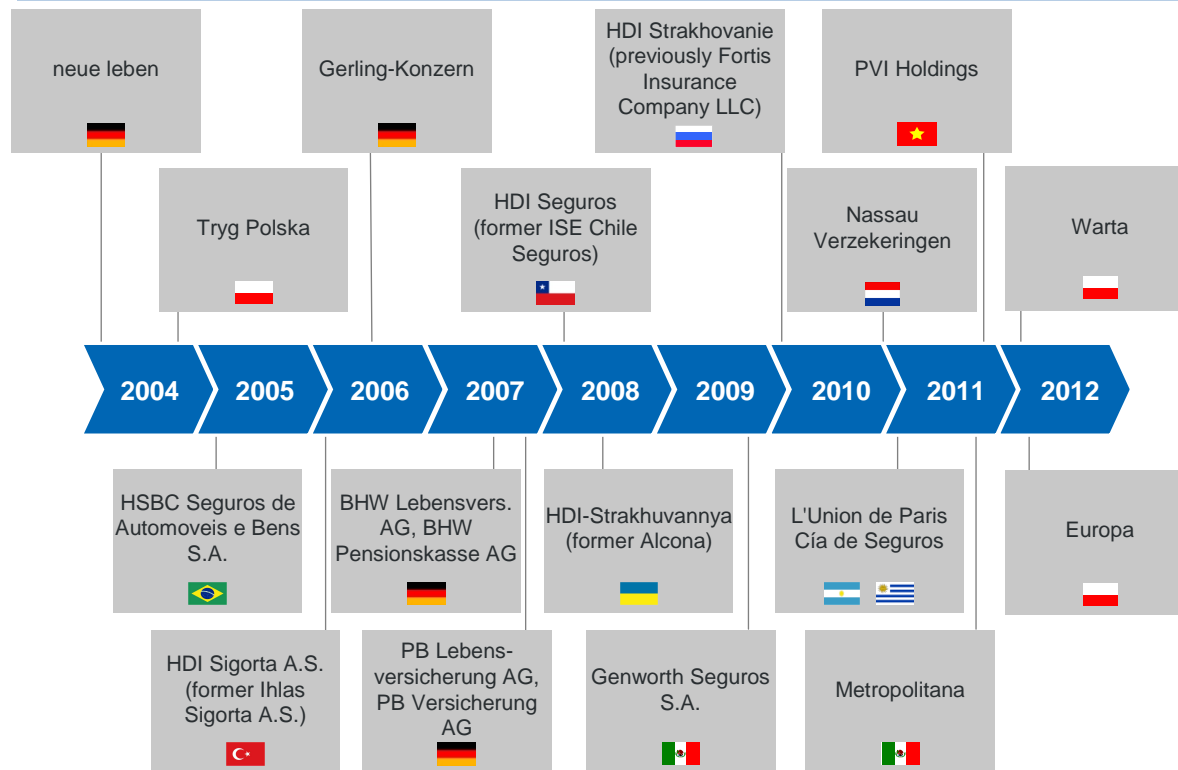 neue leben
Gerling-Konzern
HDI Strakhovanie
(previously Fortis
Insurance
Company LLC)
PVI Holdings
Tryg Polska
HDI Seguros
(former ISE Chile
Seguros)
Nassau
Verzekeringen
Warta
2004
2005
2006
2007
2008
2009
2010
2011
2012
HSBC Seguros de
Automoveis e Bens
S.A.
BHW Lebensvers.
AG, BHW
Pensionskasse AG
HDI-Strakhuvannya
(former Alcona)
L'Union de Paris
Cía de Seguros
Europa
HDI Sigorta A.S.
(former Ihlas
Sigorta A.S.)
PB Lebens-
versicherung AG,
PB Versicherung
AG
Genworth Seguros
S.A.
Metropolitana